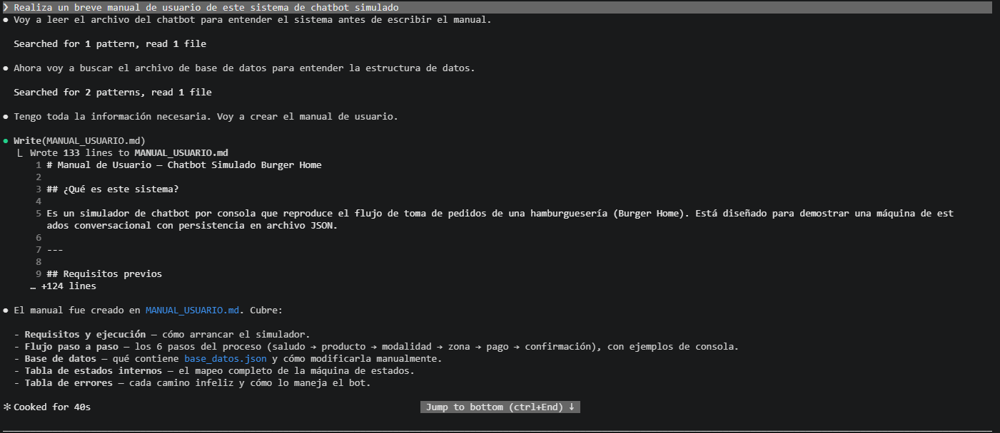 ❯ Realiza un breve manual de usuario de este sistema de chatbot simulado
● Voy a leer el archivo del chatbot para entender el sistema antes de escribir el manual.
Searched for 1 pattern, read 1 file
● Ahora voy a buscar el archivo de base de datos para entender la estructura de datos.
Searched for 2 patterns, read 1 file
● Tengo toda la información necesaria. Voy a crear el manual de usuario.
● Write(MANUAL_USUARIO.md)
⎿ Wrote 133 lines to MANUAL_USUARIO.md
1 # Manual de Usuario — Chatbot Simulado Burger Home
2
3 ## ¿Qué es este sistema?
4
5 Es un simulador de chatbot por consola que reproduce el flujo de toma de pedidos de una hamburguesería (Burger Home). Está diseñado para demostrar una máquina de est
ados conversacional con persistencia en archivo JSON.
6
7 ---
8
9 ## Requisitos previos
… +124 lines
● El manual fue creado en MANUAL_USUARIO.md. Cubre:
- Requisitos y ejecución — cómo arrancar el simulador.
- Flujo paso a paso — los 6 pasos del proceso (saludo → producto → modalidad → zona → pago → confirmación), con ejemplos de consola.
- Base de datos — qué contiene base_datos.json y cómo modificarla manualmente.
- Tabla de estados internos — el mapeo completo de la máquina de estados.
- Tabla de errores — cada camino infeliz y cómo lo maneja el bot.
✻ Cooked for 40s
Jump to bottom (ctrl+End) ↓